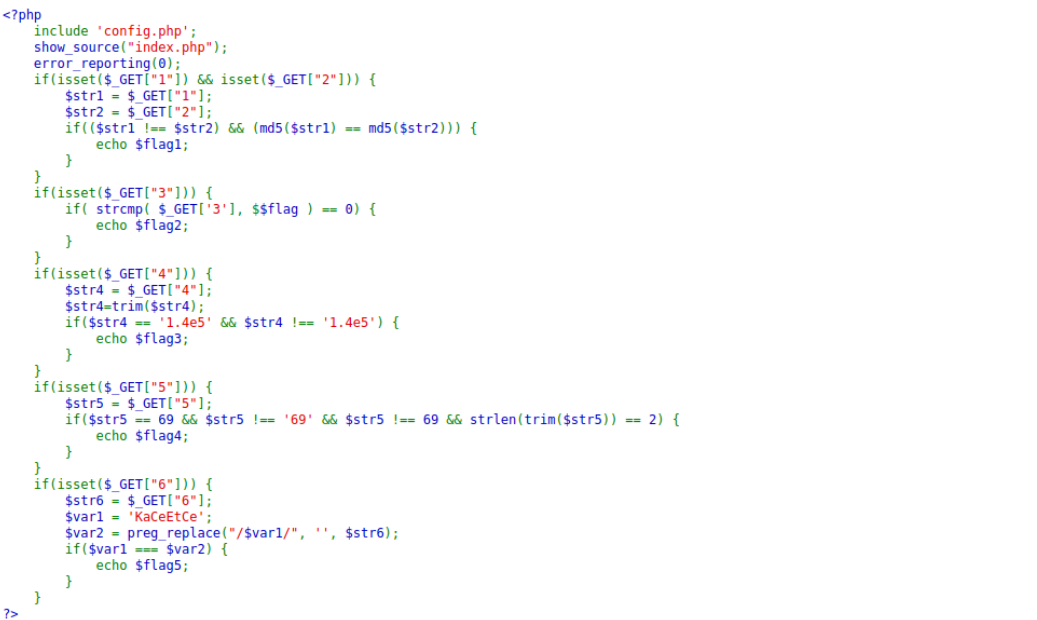 <?php
    include 'config.php';
    show_source("index.php");
    error_reporting(0);
    if(isset($_GET["1"]) && isset($_GET["2"])) {
        $str1 = $_GET["1"];
        $str2 = $_GET["2"];
        if(($str1 !== $str2) && (md5($str1) == md5($str2))) {
            echo $flag1;
        }
    }
    if(isset($_GET["3"])) {
        if( strcmp( $_GET['3'], $$flag ) == 0) {
            echo $flag2;
        }
    }
    if(isset($_GET["4"])) {
        $str4 = $_GET["4"];
        $str4=trim($str4);
        if($str4 == '1.4e5' && $str4 !== '1.4e5') {
            echo $flag3;
        }
    }
    if(isset($_GET["5"])) {
        $str5 = $_GET["5"];
        if($str5 == 69 && $str5 !== '69' && $str5 !== 69 && strlen(trim($str5)) == 2) {
            echo $flag4;
        }
    }
    if(isset($_GET["6"])) {
        $str6 = $_GET["6"];
        $var1 = 'KaCeEtCe';
        $var2 = preg_replace("/$var1/", '', $str6);
        if($var1 === $var2) {
            echo $flag5;
        }
    }
?>